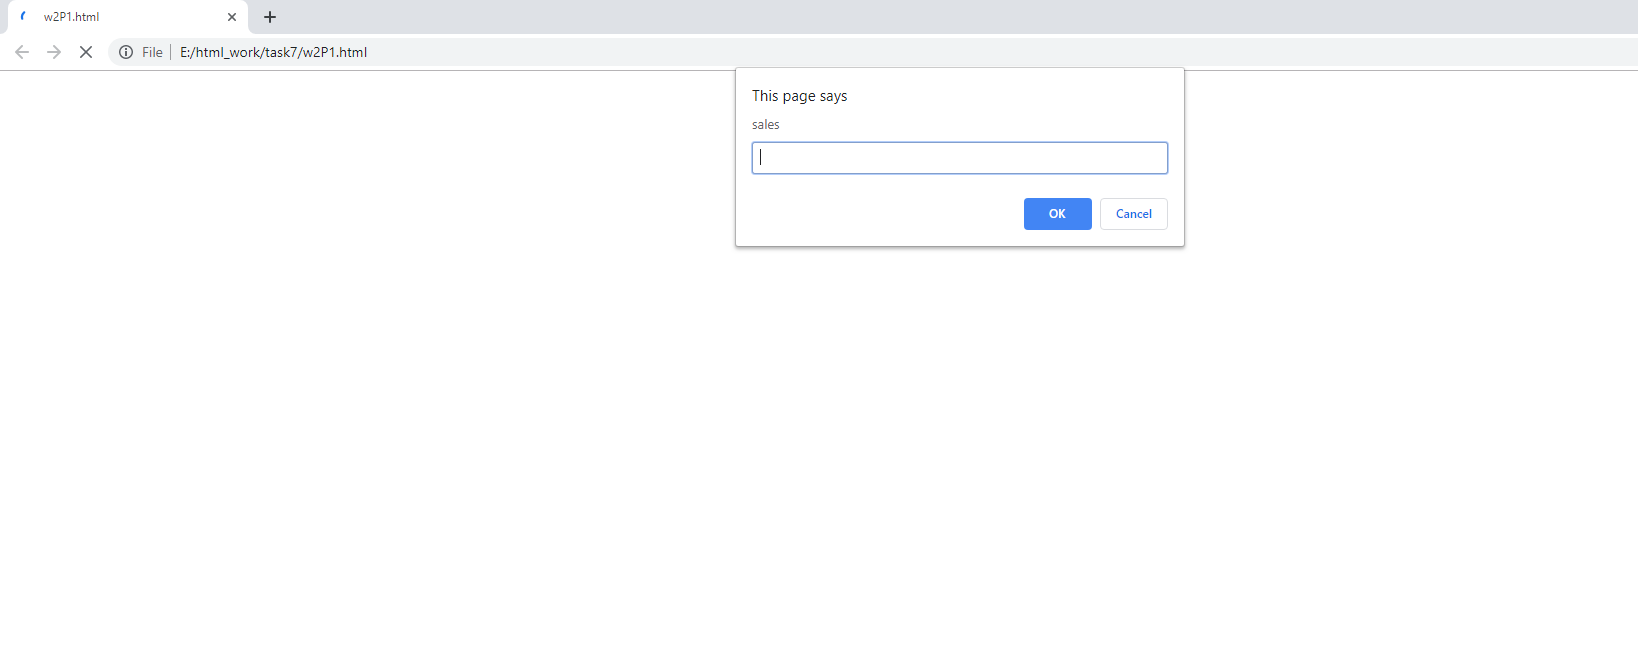 w2P1.html
File E:/html_work/task7/w2P1.html
This page says
sales
OK Cancel